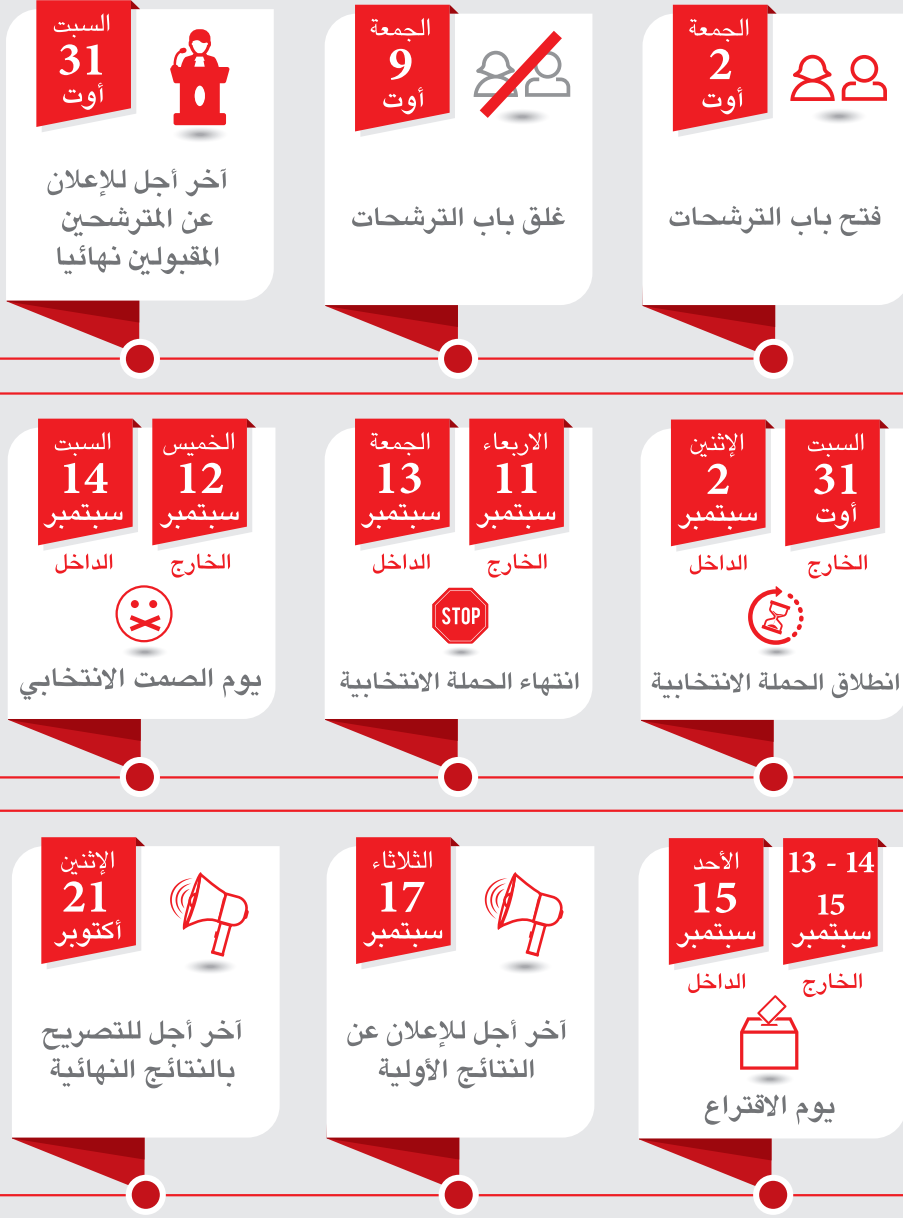 الجمعة
2
أوت
فتح باب الترشحات
الجمعة
9
أوت
غلق باب الترشحات
السبت
31
أوت
آخر أجل للإعلان
عن المترشحين
المقبولين نهائيا
السبت
31
أوت
الخارج
الإثنين
2
سبتمبر
الداخل
انطلاق الحملة الانتخابية
الاربعاء
11
سبتمبر
الخارج
الجمعة
13
سبتمبر
الداخل
STOP
انتهاء الحملة الانتخابية
الخميس
12
سبتمبر
الخارج
السبت
14
سبتمبر
الداخل
يوم الصمت الانتخابي
13 - 14
15
سبتمبر
الخارج
الأحد
15
سبتمبر
الداخل
يوم الاقتراع
الثلاثاء
17
سبتمبر
آخر أجل للإعلان عن
النتائج الأولية
الإثنين
21
أكتوبر
آخر أجل للتصريح
بالنتائج النهائية